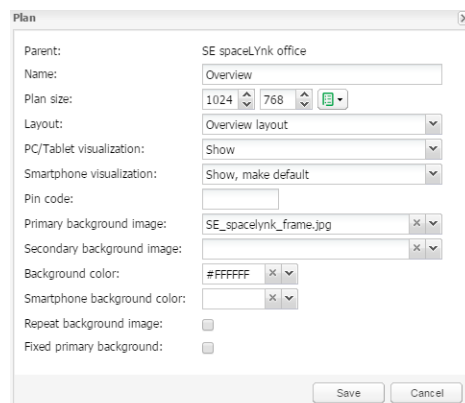 Plan
Parent: SE spaceLYnk office
Name: Overview
Plan size: 1024 768
Layout: Overview layout
PC/Tablet visualization: Show
Smartphone visualization: Show, make default
Pin code:
Primary background image: SE_spacelynk_frame.jpg
Secondary background image:
Background color: #FFFFFF
Smartphone background color:
Repeat background image:
Fixed primary background:
Save Cancel